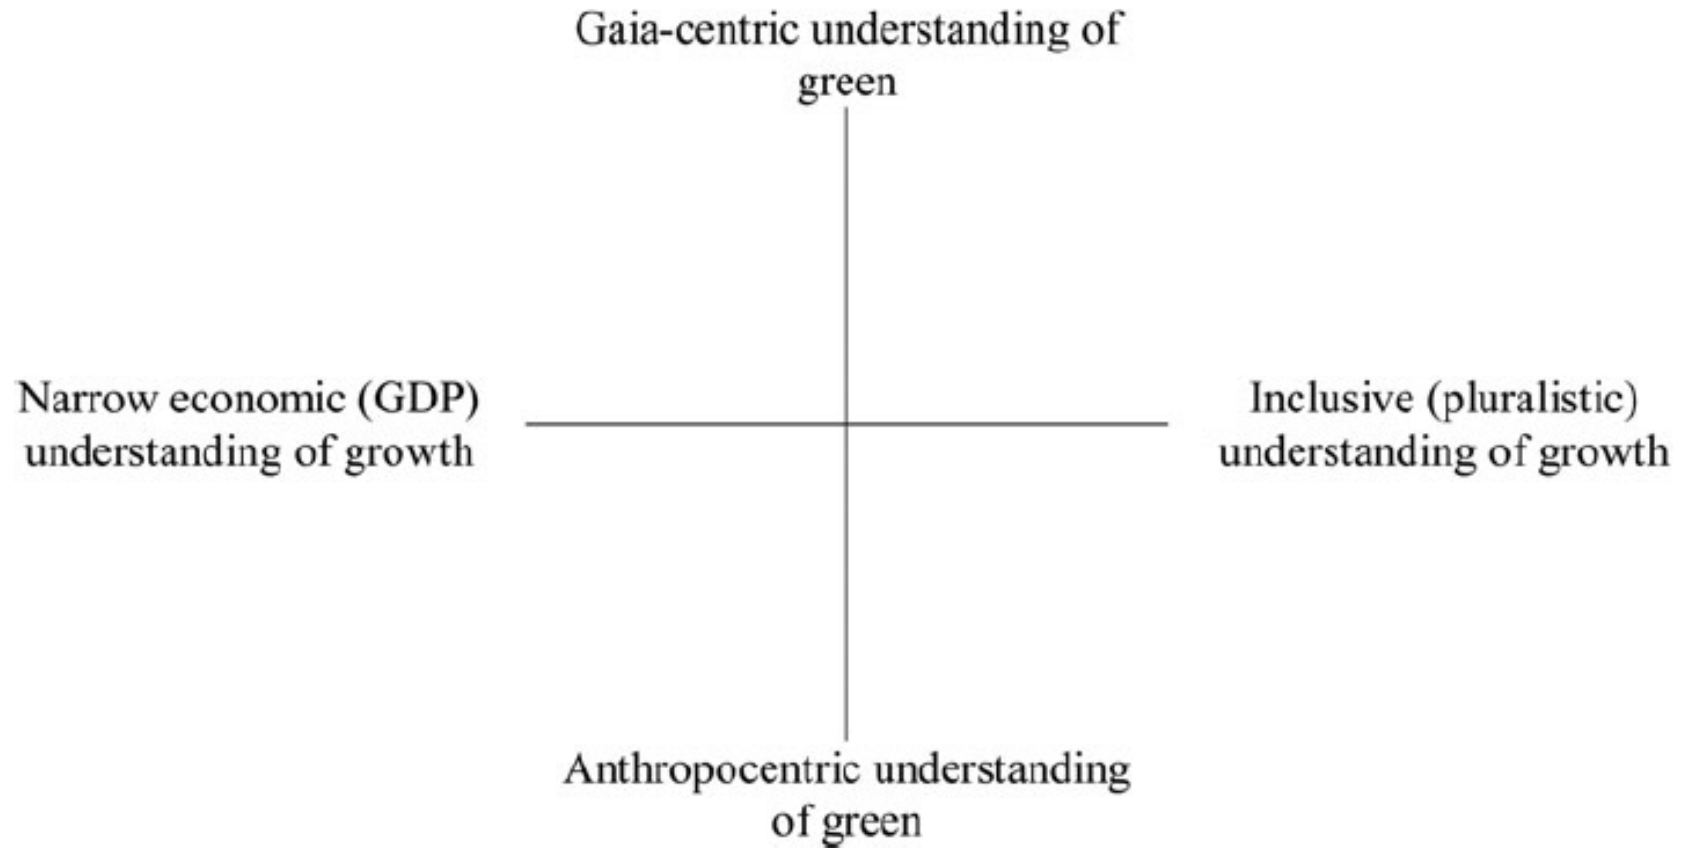 Gaia-centric understanding of
green
Narrow economic (GDP)
understanding of growth
Inclusive (pluralistic)
understanding of growth
Anthropocentric understanding
of green